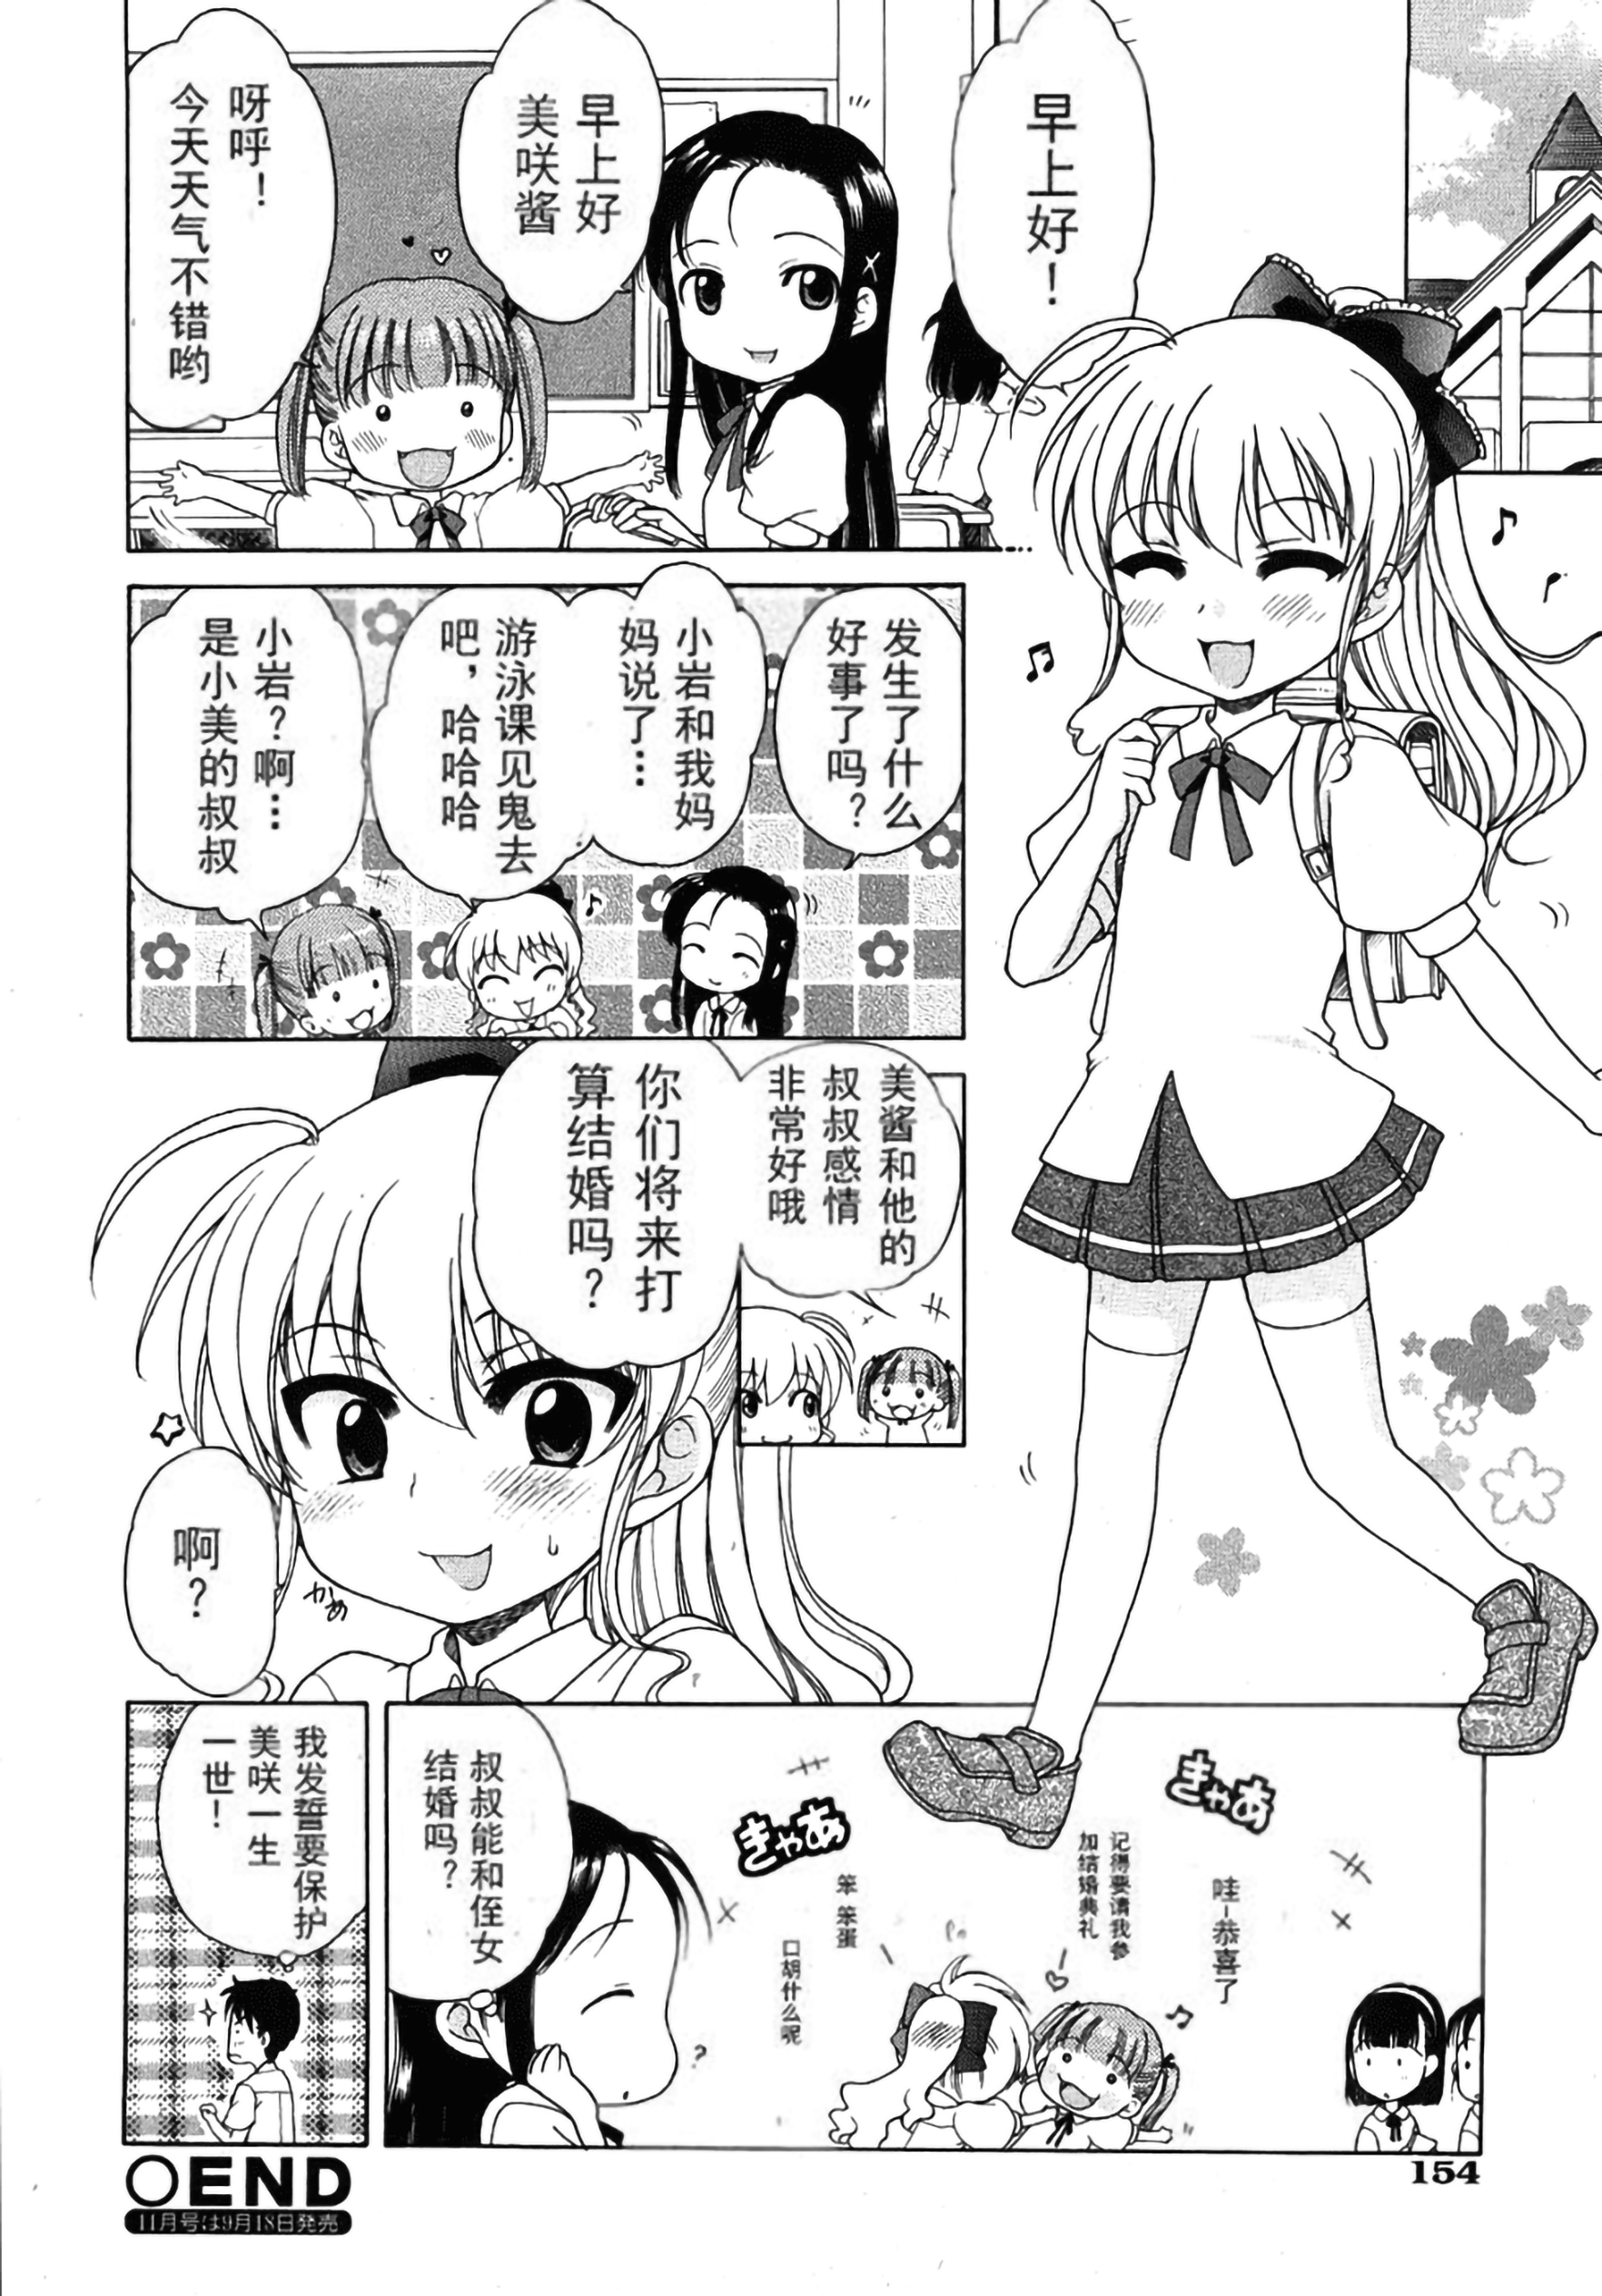 早上好！
早上好
美咲酱
呀呼！
今天天气不错哟
发生了什么
好事了吗？
小岩和我妈
妈说了…
游泳课见鬼去
吧，哈哈哈
小岩？啊…
是小美的叔叔
美酱和他的
叔叔感情
非常好哦
你们将来打
算结婚吗？
啊？
かあ
きゃあ
哇-恭喜了
记得要请我参
加结婚典礼
きゃあ
笨 笨蛋
口胡什么呢
叔叔能和侄女
结婚吗？
我发誓要保护
美咲一生
一世！
○END
11月号は9月18日発売
154